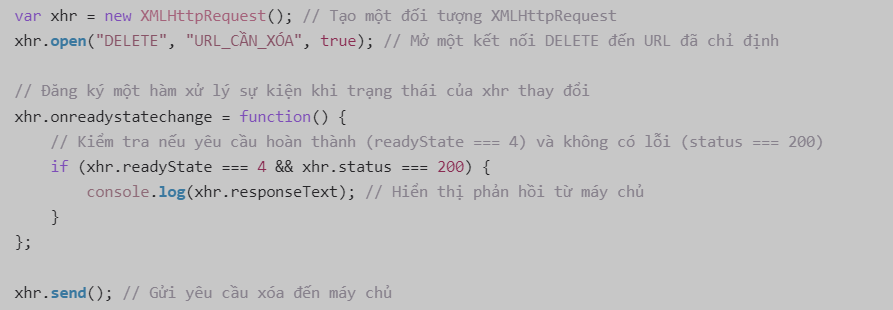 var xhr = new XMLHttpRequest(); // Tạo một đối tượng XMLHttpRequest
xhr.open("DELETE", "URL_CẦN_XÓA", true); // Mở một kết nối DELETE đến URL đã chỉ định
// Đăng ký một hàm xử lý sự kiện khi trạng thái của xhr thay đổi
xhr.onreadystatechange = function() {
// Kiểm tra nếu yêu cầu hoàn thành (readyState === 4) và không có lỗi (status === 200)
if (xhr.readyState === 4 && xhr.status === 200) {
console.log(xhr.responseText); // Hiển thị phản hồi từ máy chủ
}
};
xhr.send(); // Gửi yêu cầu xóa đến máy chủ